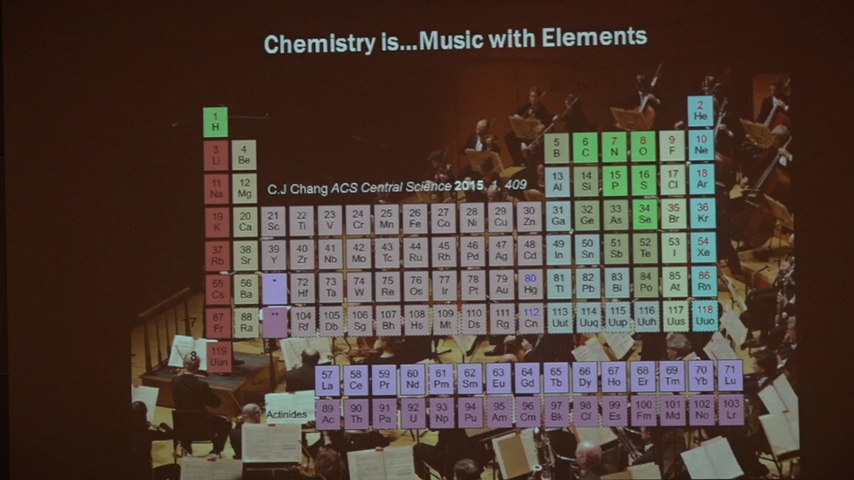 Chemistry is...Music with Elements
1 2
H He
3 4 5 6 7 8 9 10
Li Be B C N O F Ne
11 12 13 14 15 16 17 18
Na Mg Al Si P S Cl Ar
C.J Chang ACS Central Science 2015, 1, 409
19 20 21 22 23 24 25 26 27 28 29 30 31 32 33 34 35 36
K Ca Sc Ti V Cr Mn Fe Co Ni Cu Zn Ga Ge As Se Br Kr
37 38 39 40 41 42 43 44 45 46 47 48 49 50 51 52 53 54
Rb Sr Y Zr Nb Mo Tc Ru Rh Pd Ag Cd In Sn Sb Te I Xe
55 56 * 72 73 74 75 76 77 78 79 80 81 82 83 84 85 86
Cs Ba Hf Ta W Re Os Ir Pt Au Hg Tl Pb Bi Po At Rn
87 88 ** 104 105 106 107 108 109 110 111 112 113 114 115 116 117 118
Fr Ra Rf Db Sg Bh Hs Mt Ds Rg Cn Uut Uuq Uup Uuh Uus Uuo
7
8 119
Uun
57 58 59 60 61 62 63 64 65 66 67 68 69 70 71
La Ce Pr Nd Pm Sm Eu Gd Tb Dy Ho Er Tm Yb Lu
Actinides 89 90 91 92 93 94 95 96 97 98 99 100 101 102 103
Ac Th Pa U Np Pu Am Cm Bk Cf Es Fm Md No Lr